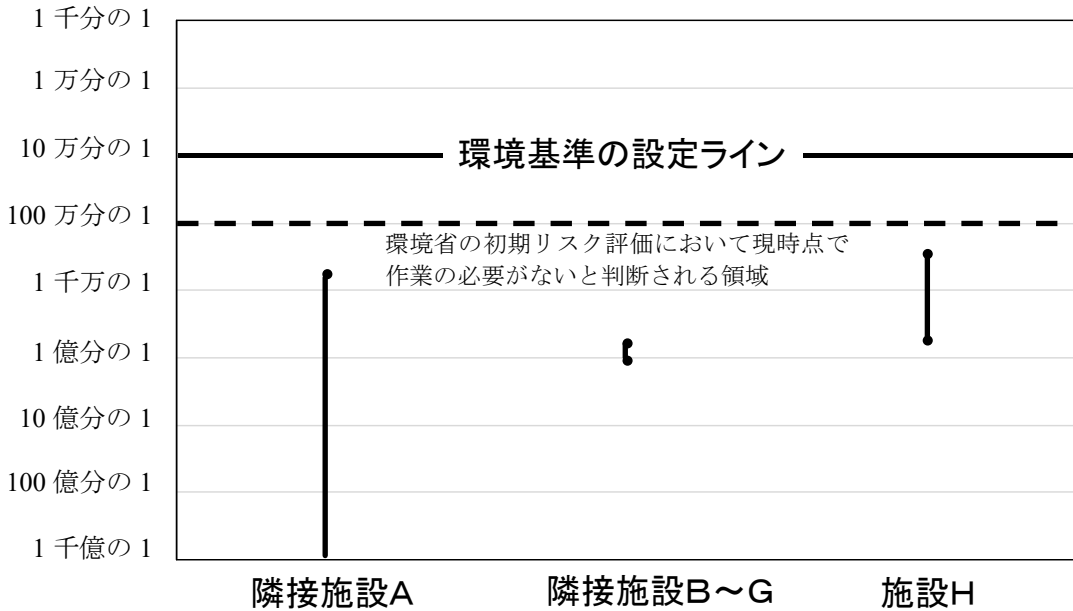 1 千分の 1
1 万分の 1
10 万分の 1
環境基準の設定ライン
100 万分の 1
環境省の初期リスク評価において現時点で
作業の必要がないと判断される領域
1 千万の 1
1 億分の 1
10 億分の 1
100 億分の 1
1 千億の 1
隣接施設A
隣接施設B～G
施設H